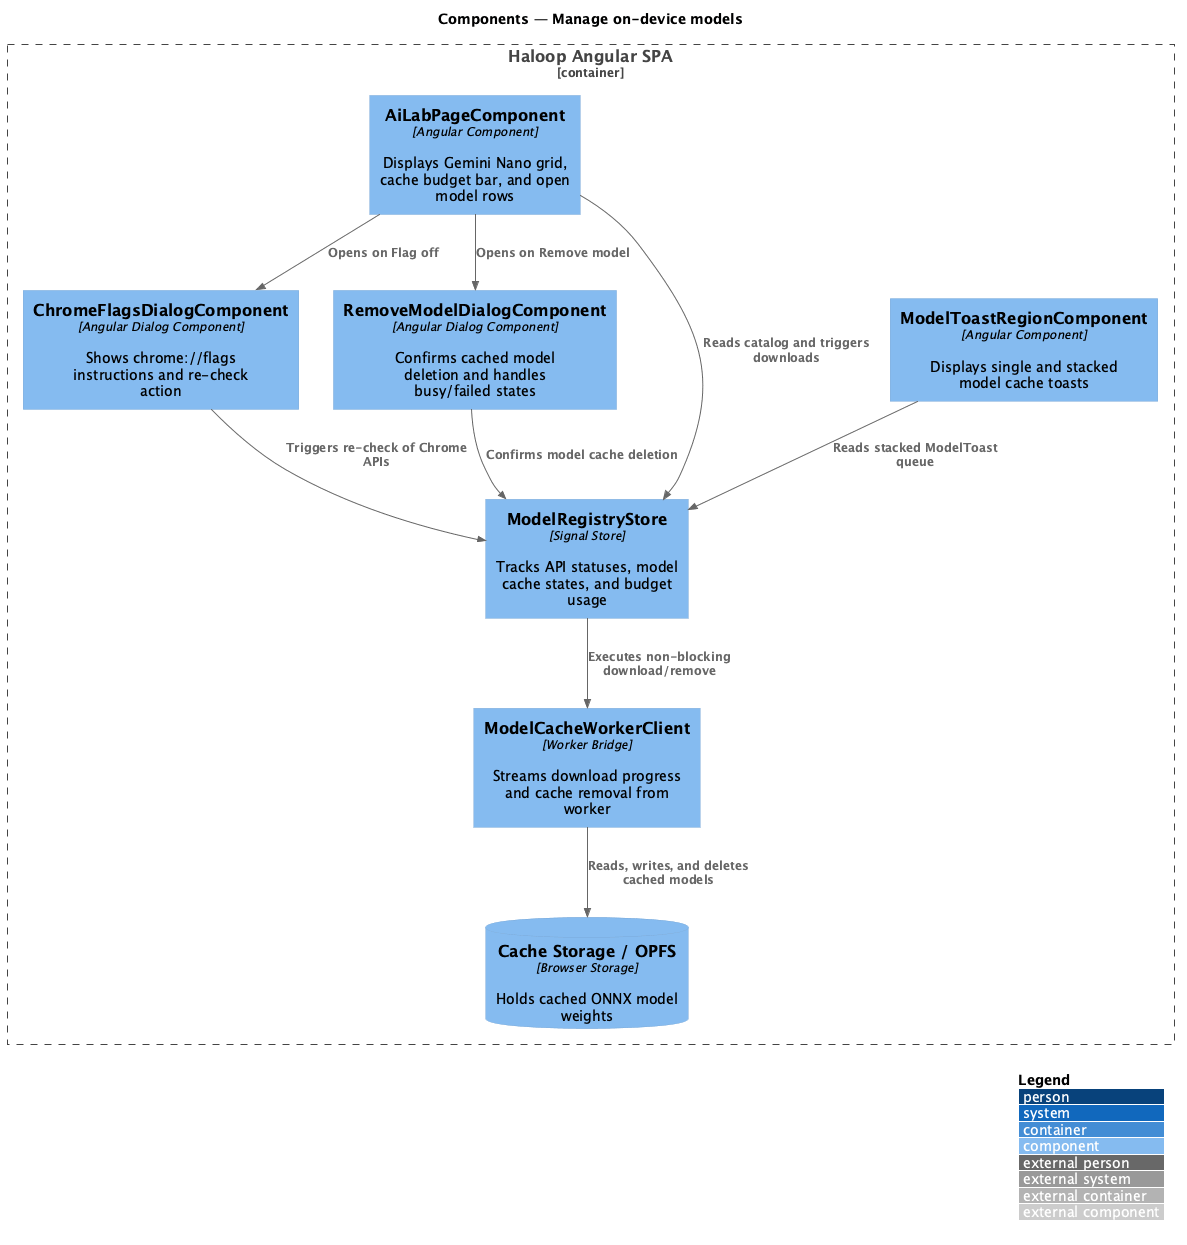 Components — Manage on-device models
Haloop Angular SPA
[container]
AiLabPageComponent
[Angular Component]
Displays Gemini Nano grid,
cache budget bar, and open
model rows
Opens on Flag off
Opens on Remove model
ChromeFlagsDialogComponent
[Angular Dialog Component]
Shows chrome://flags
instructions and re-check
action
RemoveModelDialogComponent
[Angular Dialog Component]
Confirms cached model
deletion and handles
busy/failed states
Reads catalog and triggers
downloads
ModelToastRegionComponent
[Angular Component]
Displays single and stacked
model cache toasts
Triggers re-check of Chrome
APIs
Confirms model cache deletion
Reads stacked ModelToast
queue
ModelRegistryStore
[Signal Store]
Tracks API statuses, model
cache states, and budget
usage
Executes non-blocking
download/remove
ModelCacheWorkerClient
[Worker Bridge]
Streams download progress
and cache removal from
worker
Reads, writes, and deletes
cached models
Cache Storage / OPFS
[Browser Storage]
Holds cached ONNX model
weights
Legend
person
system
container
component
external person
external system
external container
external component